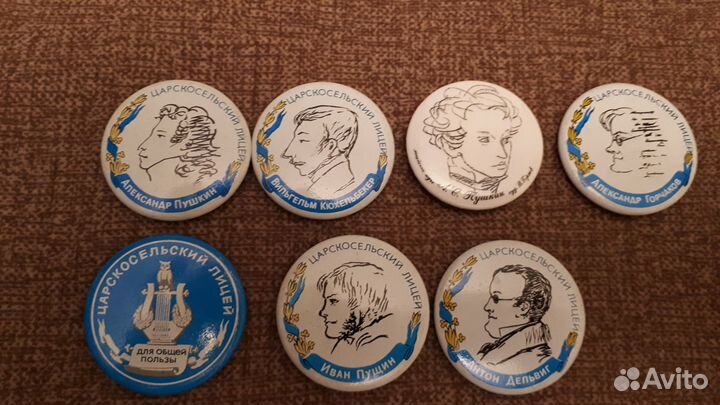 ЦАРСКОСЕЛЬСКИЙ ЛИЦЕЙ
АЛЕКСАНДР ПУШКИН
ЦАРСКОСЕЛЬСКИЙ ЛИЦЕЙ
ВИЛЬГЕЛЬМ КЮХЕЛЬБЕКЕР
С. Пушкин
ЦАРСКОСЕЛЬСКИЙ ЛИЦЕЙ
АЛЕКСАНДР ГОРЧАКОВ
ЦАРСКОСЕЛЬСКИЙ ЛИЦЕЙ
ДЛЯ ОБЩЕЙ
ПОЛЬЗЫ
ЦАРСКОСЕЛЬСКИЙ ЛИЦЕЙ
ИВАН ПУЩИН
ЦАРСКОСЕЛЬСКИЙ ЛИЦЕЙ
АНТОН ДЕЛЬВИГ
Avito